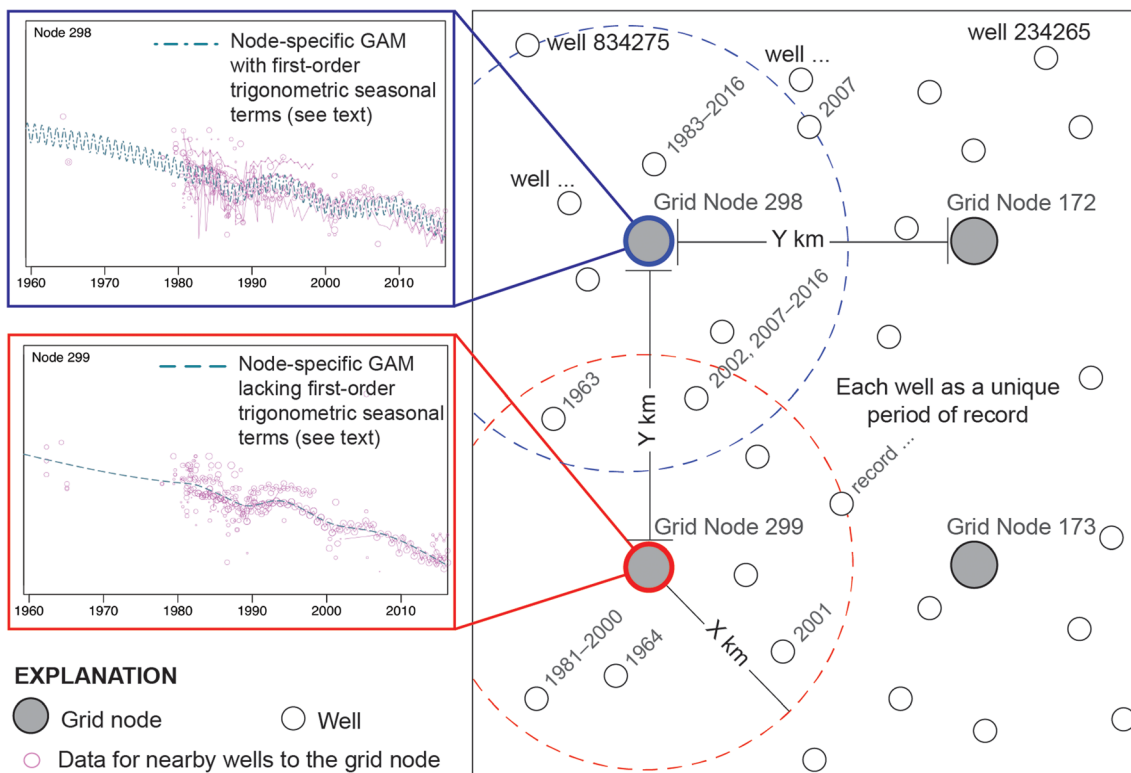 Node 298
Node-specific GAM
with first-order
trigonometric seasonal
terms (see text)
1960
1970
1980
1990
2000
2010
Node 299
Node-specific GAM
lacking first-order
trigonometric seasonal
terms (see text)
1960
1970
1980
1990
2000
2010
EXPLANATION
Grid node
Well
Data for nearby wells to the grid node
well 834275
well ...
well 234265
2007
1983–2016
well ...
Grid Node 298
Grid Node 172
Y km
2002, 2007–2016
1963
Y km
Each well as a unique
period of record
record ...
Grid Node 299
Grid Node 173
X km
2001
1981–2000
1964